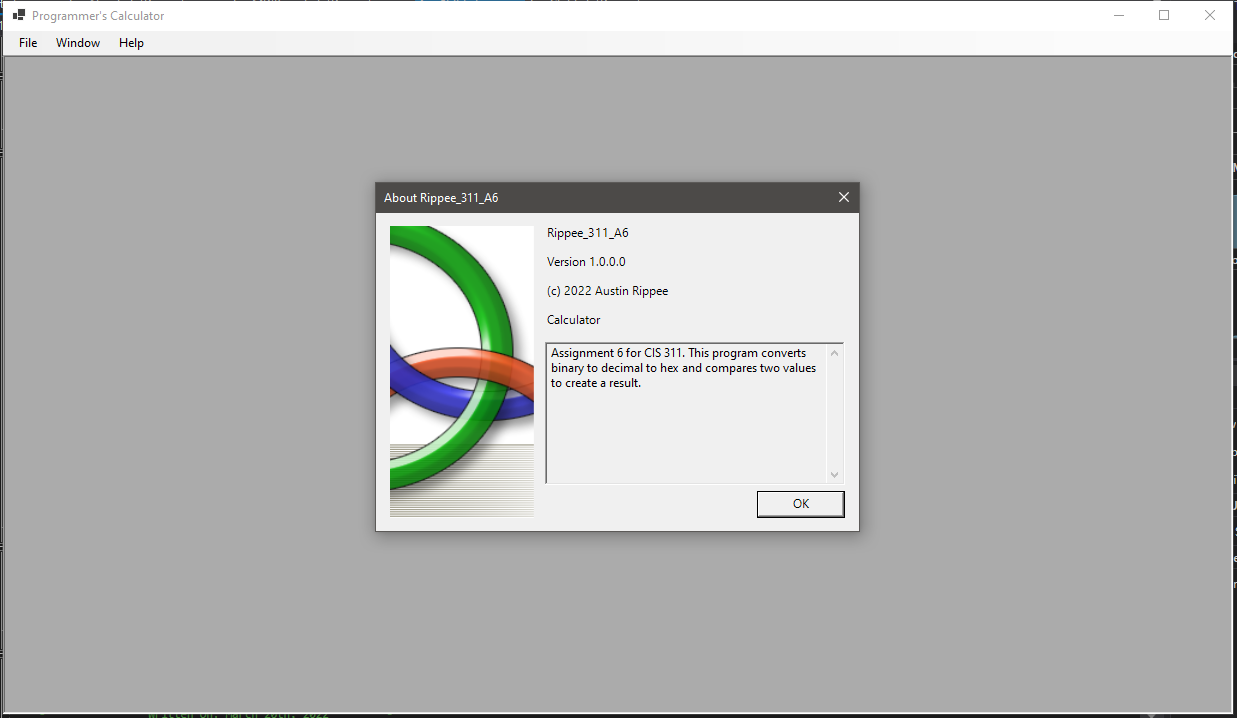 Programmer's Calculator
File Window Help
About Rippee_311_A6
Rippee_311_A6
Version 1.0.0.0
(c) 2022 Austin Rippee
Calculator
Assignment 6 for CIS 311. This program converts
binary to decimal to hex and compares two values
to create a result.
OK